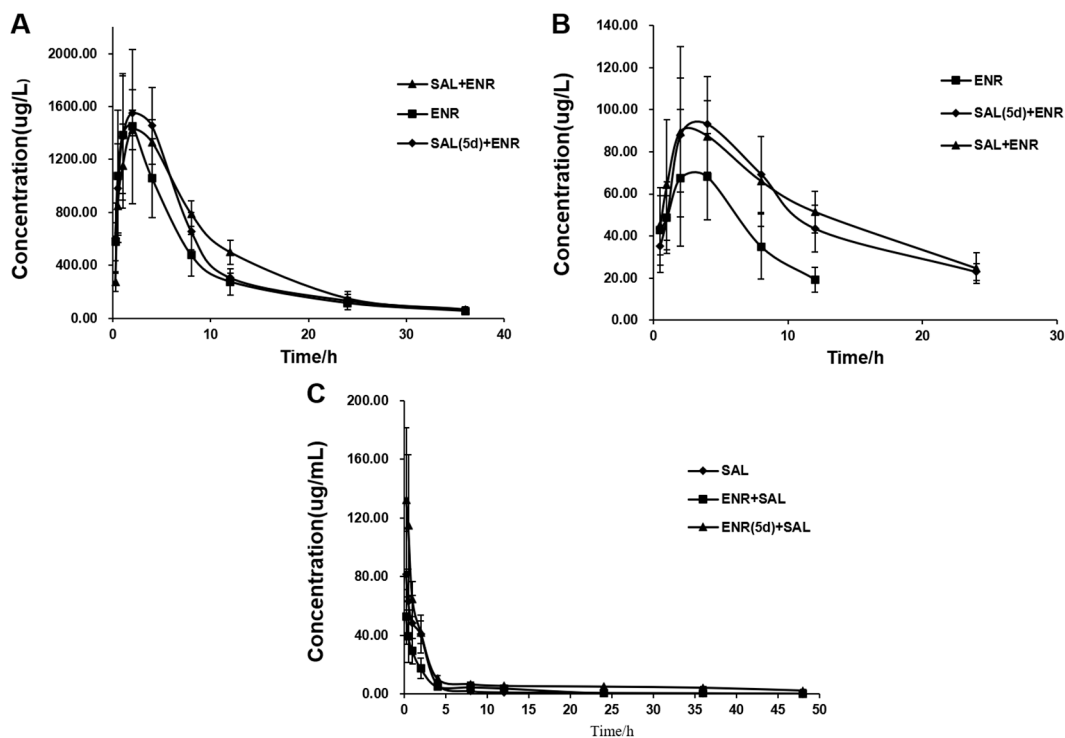 A
Concentration(ug/L)
2000.00
1600.00
1200.00
800.00
400.00
0.00
0
10
20
30
40
Time/h
SAL+ENR
ENR
SAL(5d)+ENR
B
Concentration(ug/L)
140.00
120.00
100.00
80.00
60.00
40.00
20.00
0.00
0
10
20
30
Time/h
ENR
SAL(5d)+ENR
SAL+ENR
C
Concentration(ug/mL)
200.00
160.00
120.00
80.00
40.00
0.00
0
5
10
15
20
25
30
35
40
45
50
Time/h
SAL
ENR+SAL
ENR(5d)+SAL